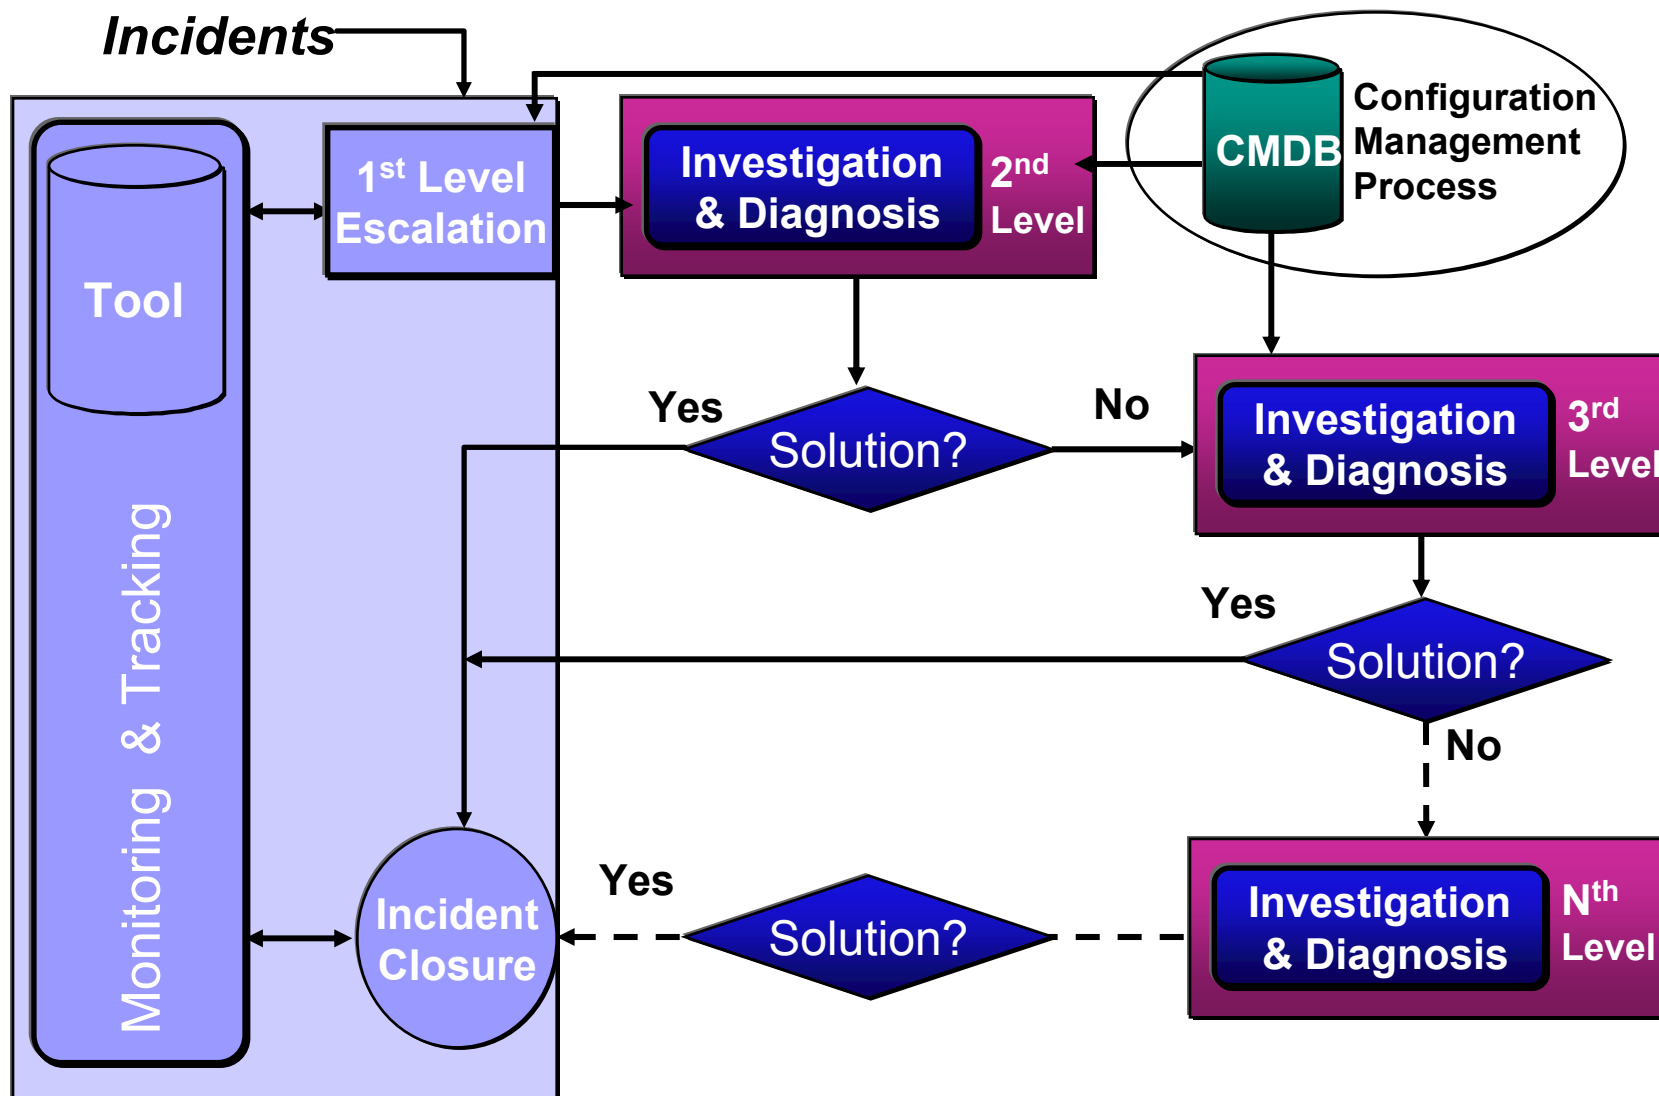 Incidents
1st Level
Escalation
Tool
Monitoring & Tracking
Investigation
& Diagnosis
2nd
Level
CMDB
Configuration
Management
Process
Yes
Solution?
No
Investigation
& Diagnosis
3rd
Level
Yes
Solution?
No
Incident
Closure
Yes
Solution?
Investigation
& Diagnosis
Nth
Level